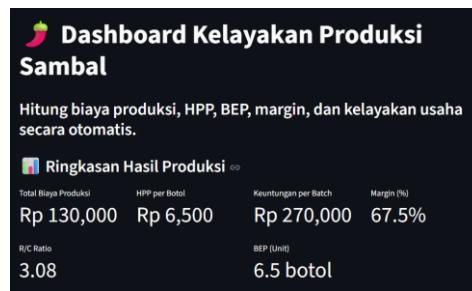 Dashboard Kelayakan Produksi
Sambal
Hitung biaya produksi, HPP, BEP, margin, dan kelayakan usaha
secara otomatis.
Ringkasan Hasil Produksi
Total Biaya Produksi HPP per Botol Keuntungan per Batch Margin (%)
Rp 130,000 Rp 6,500 Rp 270,000 67.5%
R/C Ratio BEP (Unit)
3.08 6.5 botol